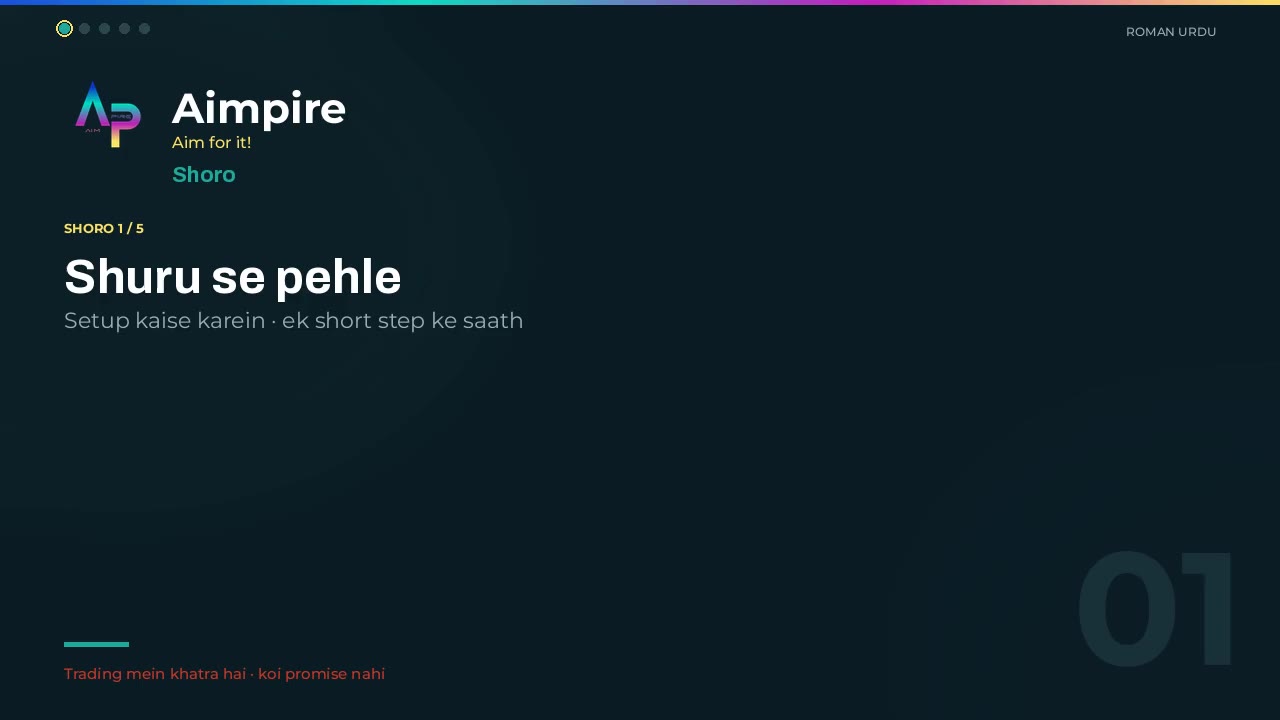 ROMAN URDU
AIM
Aimpire
Aim for it!
Shoro
SHORO 1 / 5
Shuru se pehle
Setup kaise karein · ek short step ke saath
01
Trading mein khatra hai · koi promise nahi